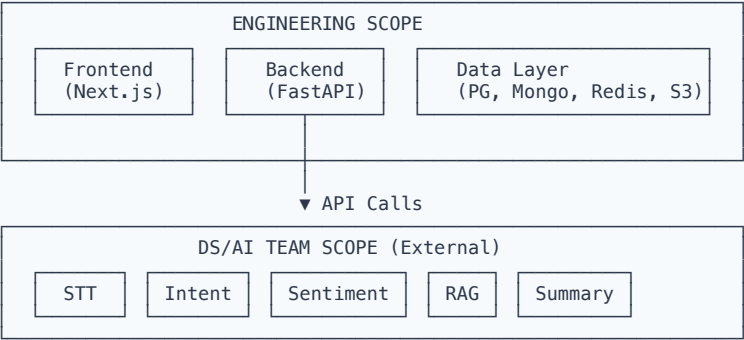 ENGINEERING SCOPE
Frontend Backend Data Layer
(Next.js) (FastAPI) (PG, Mongo, Redis, S3)
▼ API Calls
DS/AI TEAM SCOPE (External)
STT Intent Sentiment RAG Summary